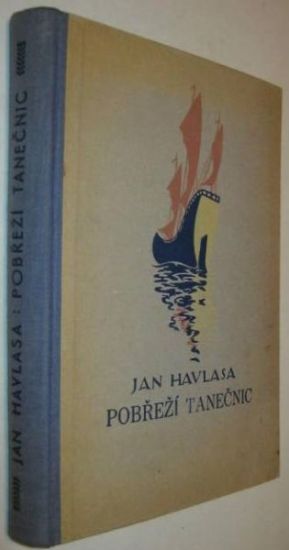 JAN HAVLASA : POBŘEŽÍ TANEČNIC
JAN HAVLASA
POBŘEŽÍ TANEČNIC